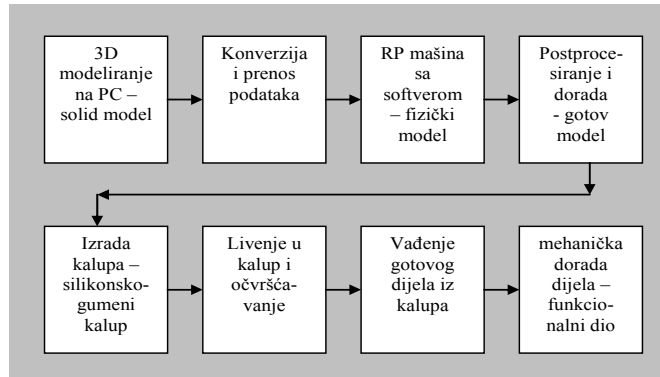 3D
modeliranje
na PC –
solid model
Konverzija
i prenos
podataka
RP mašina
sa
softverom
– fizički
model
Postproce-
siranje i
dorada
- gotov
model
Izrada
kalupa –
silikonsko-
gumeni
kalup
Livenje u
kalup i
očvršća-
vanje
Vađenje
gotovog
dijela iz
kalupa
mehanička
dorada
dijela –
funkcio-
nalni dio